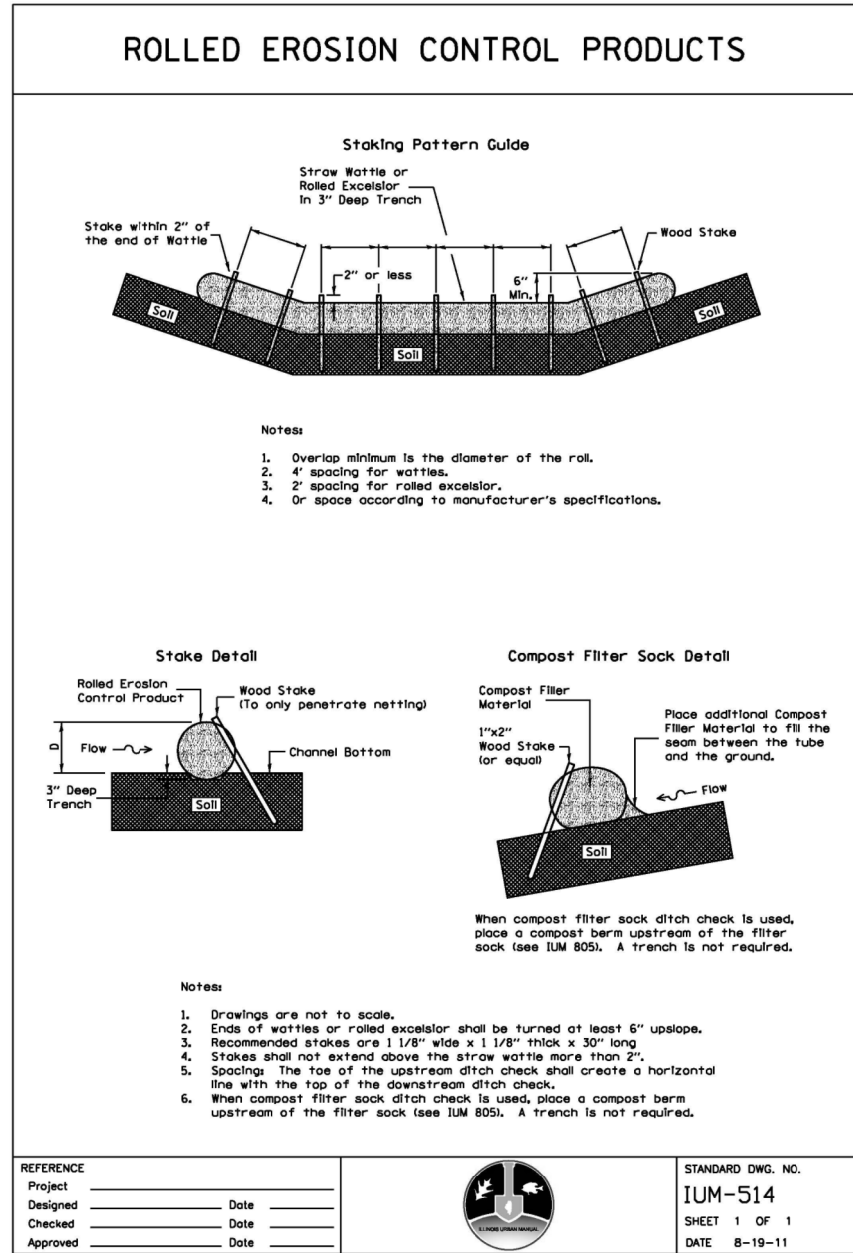 ROLLED EROSION CONTROL PRODUCTS
Staking Pattern Guide
Straw Wattle or
Rolled Excelsior
in 3" Deep Trench
Stake within 2" of
the end of Wattle
Wood Stake
2" or less
6"
Min.
Soil
Soil
Soil
Notes:
1. Overlap minimum is the diameter of the roll.
2. 4' spacing for wattles.
3. 2' spacing for rolled excelsior.
4. Or space according to manufacturer's specifications.
Stake Detail
Rolled Erosion
Control Product
Wood Stake
(To only penetrate netting)
D
Flow
Channel Bottom
3" Deep
Trench
Soil
Compost Filter Sock Detail
Compost Filler
Material
1"x2"
Wood Stake
(or equal)
Place additional Compost
Filler Material to fill the
seam between the tube
and the ground.
Flow
Soil
When compost filter sock ditch check is used,
place a compost berm upstream of the filter
sock (see IUM 805). A trench is not required.
Notes:
1. Drawings are not to scale.
2. Ends of wattles or rolled excelsior shall be turned at least 6" upslope.
3. Recommended stakes are 1 1/8" wide x 1 1/8" thick x 30" long
4. Stakes shall not extend above the straw wattle more than 2".
5. Spacing: The toe of the upstream ditch check shall create a horizontal
line with the top of the downstream ditch check.
6. When compost filter sock ditch check is used, place a compost berm
upstream of the filter sock (see IUM 805). A trench is not required.
REFERENCE
Project
Designed Date
Checked Date
Approved Date
ILLINOIS URBAN MANUAL
STANDARD DWG. NO.
IUM-514
SHEET 1 OF 1
DATE 8-19-11